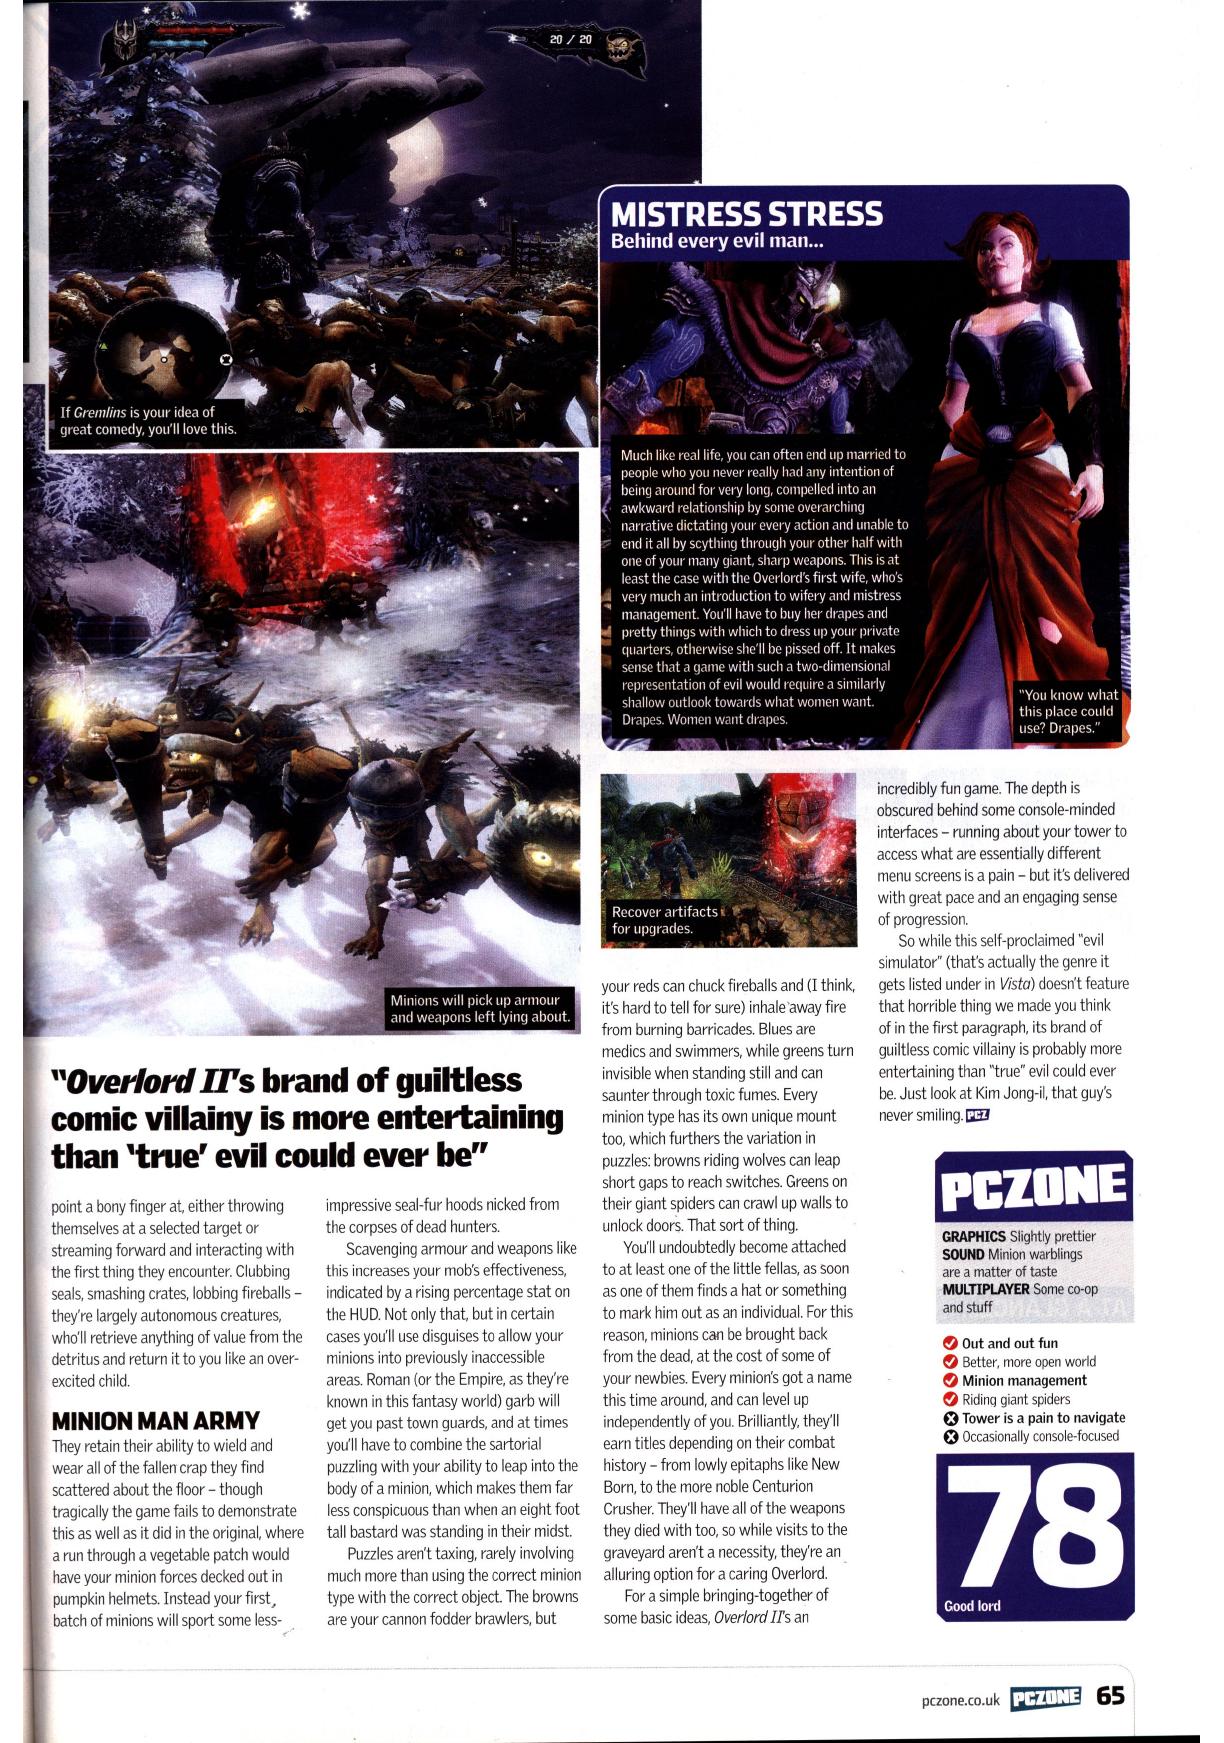 20 / 20
If Gremlins is your idea of
great comedy, you'll love this.
MISTRESS STRESS
Behind every evil man...
Much like real life, you can often end up married to
people who you never really had any intention of
being around for very long, compelled into an
awkward relationship by some overarching
narrative dictating your every action and unable to
end it all by scything through your other half with
one of your many giant, sharp weapons. This is at
least the case with the Overlord's first wife, who's
very much an introduction to wifery and mistress
management. You'll have to buy her drapes and
pretty things with which to dress up your private
quarters, otherwise she'll be pissed off. It makes
sense that a game with such a two-dimensional
representation of evil would require a similarly
shallow outlook towards what women want.
Drapes. Women want drapes.
"You know what
this place could
use? Drapes."
Minions will pick up armour
and weapons left lying about.
Recover artifacts
for upgrades.
"Overlord II's brand of guiltless
comic villainy is more entertaining
than 'true' evil could ever be"
point a bony finger at, either throwing
themselves at a selected target or
streaming forward and interacting with
the first thing they encounter. Clubbing
seals, smashing crates, lobbing fireballs –
they're largely autonomous creatures,
who'll retrieve anything of value from the
detritus and return it to you like an over-
excited child.
MINION MAN ARMY
They retain their ability to wield and
wear all of the fallen crap they find
scattered about the floor – though
tragically the game fails to demonstrate
this as well as it did in the original, where
a run through a vegetable patch would
have your minion forces decked out in
pumpkin helmets. Instead your first
batch of minions will sport some less-
impressive seal-fur hoods nicked from
the corpses of dead hunters.
Scavenging armour and weapons like
this increases your mob's effectiveness,
indicated by a rising percentage stat on
the HUD. Not only that, but in certain
cases you'll use disguises to allow your
minions into previously inaccessible
areas. Roman (or the Empire, as they're
known in this fantasy world) garb will
get you past town guards, and at times
you'll have to combine the sartorial
puzzling with your ability to leap into the
body of a minion, which makes them far
less conspicuous than when an eight foot
tall bastard was standing in their midst.
Puzzles aren't taxing, rarely involving
much more than using the correct minion
type with the correct object. The browns
are your cannon fodder brawlers, but
your reds can chuck fireballs and (I think,
it's hard to tell for sure) inhale away fire
from burning barricades. Blues are
medics and swimmers, while greens turn
invisible when standing still and can
saunter through toxic fumes. Every
minion type has its own unique mount
too, which furthers the variation in
puzzles: browns riding wolves can leap
short gaps to reach switches. Greens on
their giant spiders can crawl up walls to
unlock doors. That sort of thing.
You'll undoubtedly become attached
to at least one of the little fellas, as soon
as one of them finds a hat or something
to mark him out as an individual. For this
reason, minions can be brought back
from the dead, at the cost of some of
your newbies. Every minion's got a name
this time around, and can level up
independently of you. Brilliantly, they'll
earn titles depending on their combat
history – from lowly epitaphs like New
Born, to the more noble Centurion
Crusher. They'll have all of the weapons
they died with too, so while visits to the
graveyard aren't a necessity, they're an
alluring option for a caring Overlord.
For a simple bringing-together of
some basic ideas, Overlord II's an
incredibly fun game. The depth is
obscured behind some console-minded
interfaces – running about your tower to
access what are essentially different
menu screens is a pain – but it's delivered
with great pace and an engaging sense
of progression.
So while this self-proclaimed "evil
simulator" (that's actually the genre it
gets listed under in Vista) doesn't feature
that horrible thing we made you think
of in the first paragraph, its brand of
guiltless comic villainy is probably more
entertaining than "true" evil could ever
be. Just look at Kim Jong-il, that guy's
never smiling. PCZ
PCZONE
GRAPHICS Slightly prettier
SOUND Minion warblings
are a matter of taste
MULTIPLAYER Some co-op
and stuff
Out and out fun
Better, more open world
Minion management
Riding giant spiders
Tower is a pain to navigate
Occasionally console-focused
78
Good lord
pczone.co.uk PCZONE 65